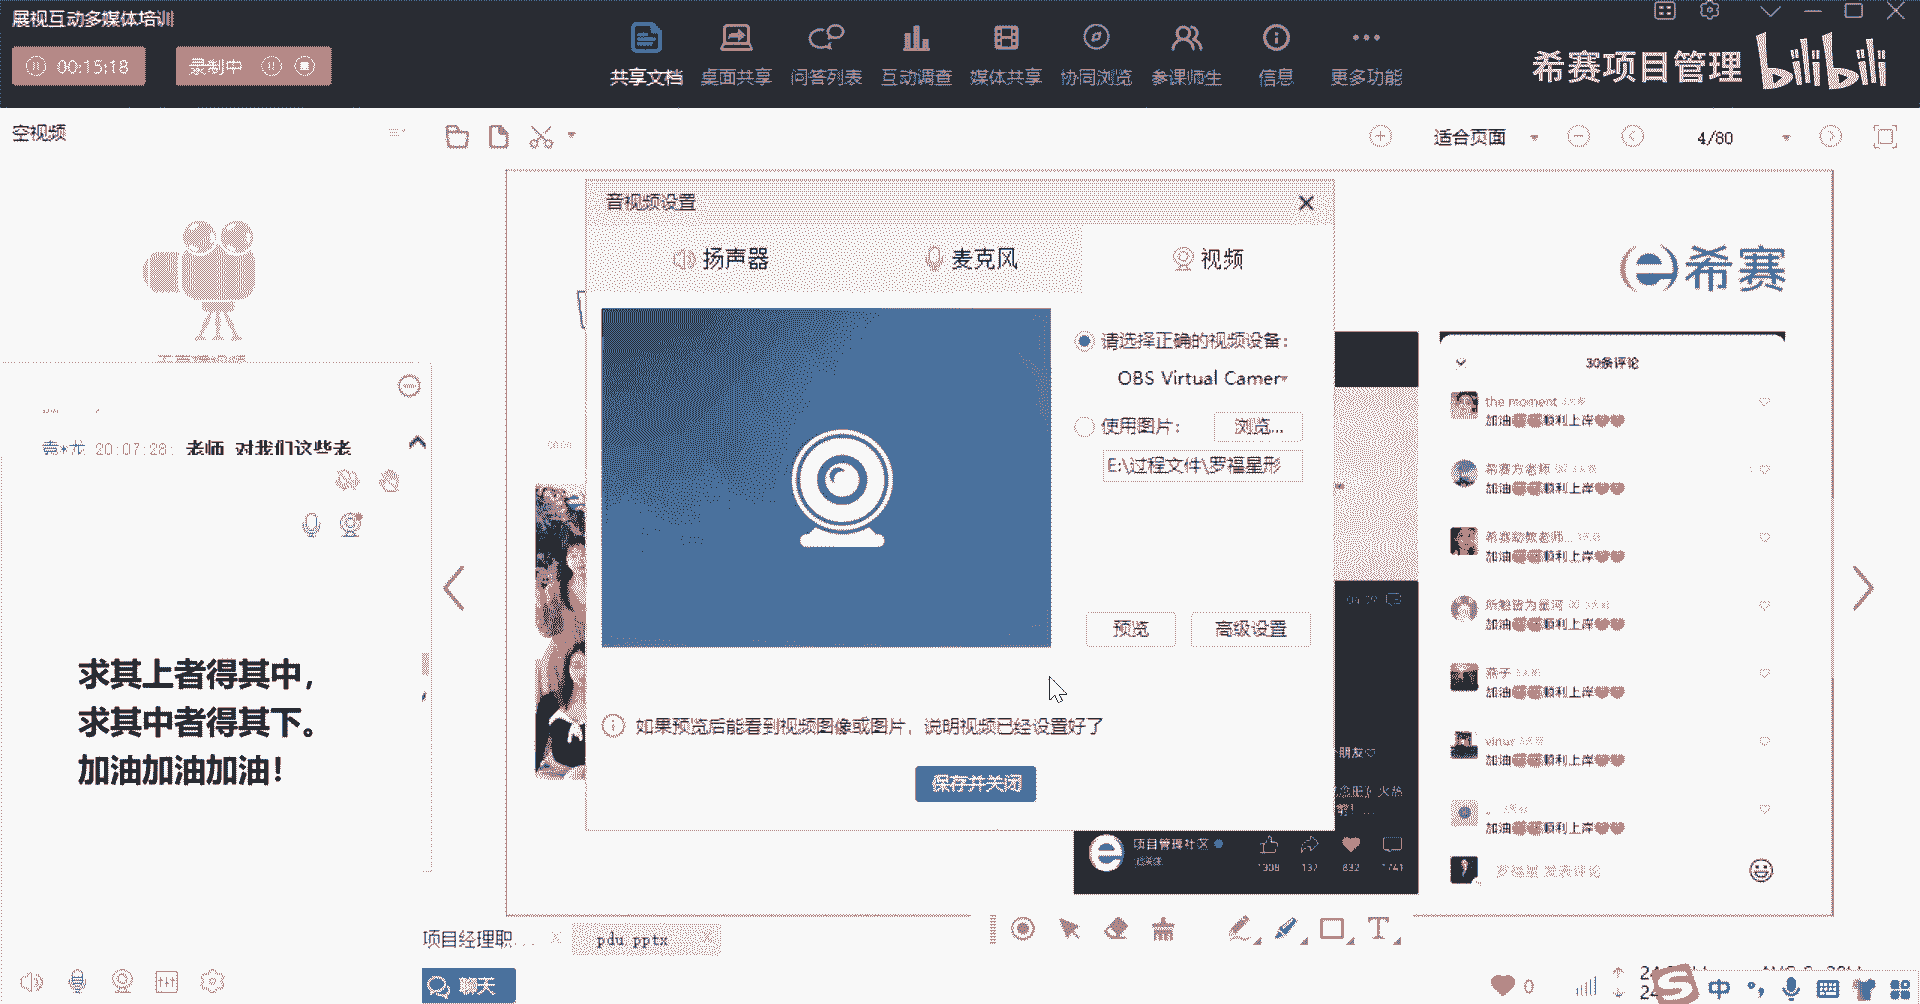 展视互动多媒体培训
00:15:18
录制中
共享文档
桌面共享
问答列表
互动调查
媒体共享
协同浏览
参课师生
信息
更多功能
希赛项目管理
bilibili
空视频
适合页面
4/80
音视频设置
扬声器
麦克风
视频
希赛
请选择正确的视频设备：
OBS Virtual Camer
使用图片：
浏览...
E:\过程文件\罗福星形
预览
高级设置
如果预览后能看到视频图像或图片，说明视频已经设置好了
保存并关闭
20:07:28: 老师 对我们这些老
求其上者得其中，
求其中者得其下。
加油加油加油！
30条评论
the moment
加油 顺利上岸
希赛方老师
加油 顺利上岸
希赛助教老师...
加油 顺利上岸
所触皆为星河
加油 顺利上岸
燕子
加油 顺利上岸
加油 顺利上岸
加油 顺利上岸
罗福星 发表评论
朋友
项目管理社区
1308
137
832
1741
项目经理职...
pdu.pptx
聊天
0
中